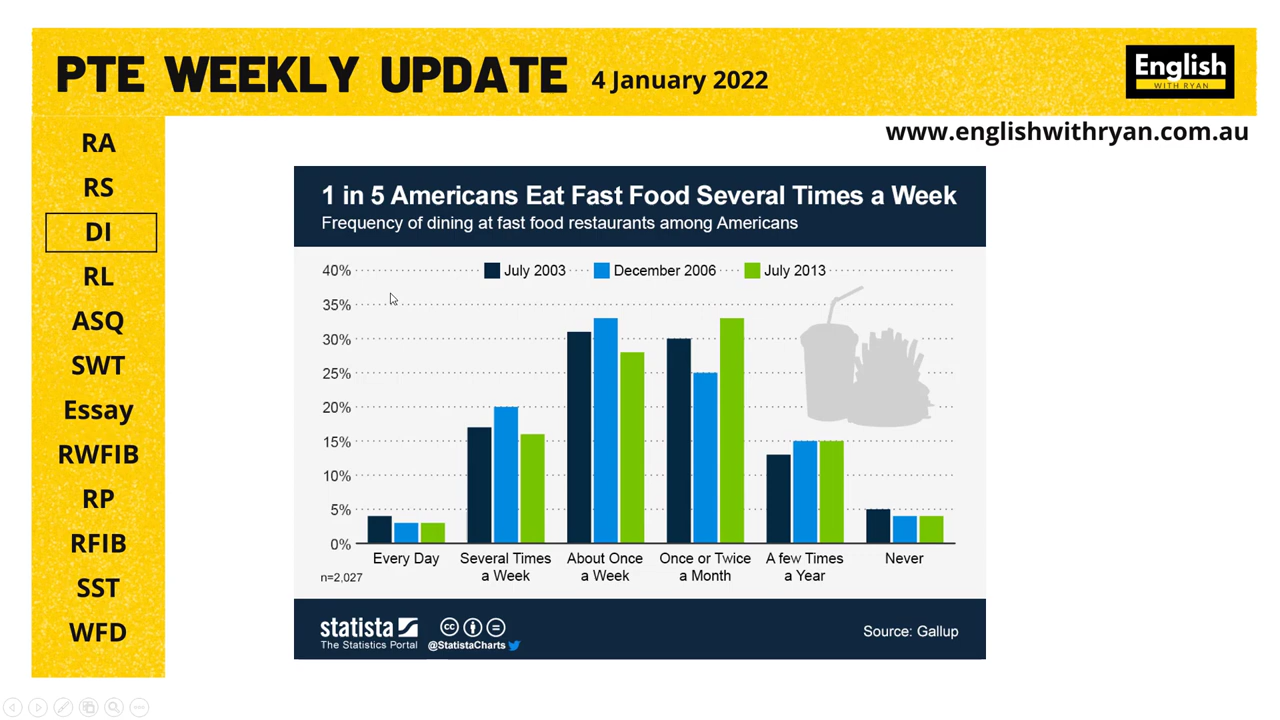 PTE WEEKLY UPDATE 4 January 2022
English
WITH RYAN
www.englishwithryan.com.au
RA
RS
DI
RL
ASQ
SWT
Essay
RWFIB
RP
RFIB
SST
WFD
1 in 5 Americans Eat Fast Food Several Times a Week
Frequency of dining at fast food restaurants among Americans
July 2003 December 2006 July 2013
40%
35%
30%
25%
20%
15%
10%
5%
0%
Every Day
Several Times
a Week
About Once
a Week
Once or Twice
a Month
A few Times
a Year
Never
n=2,027
statista
The Statistics Portal
cc
@StatistaCharts
Source: Gallup